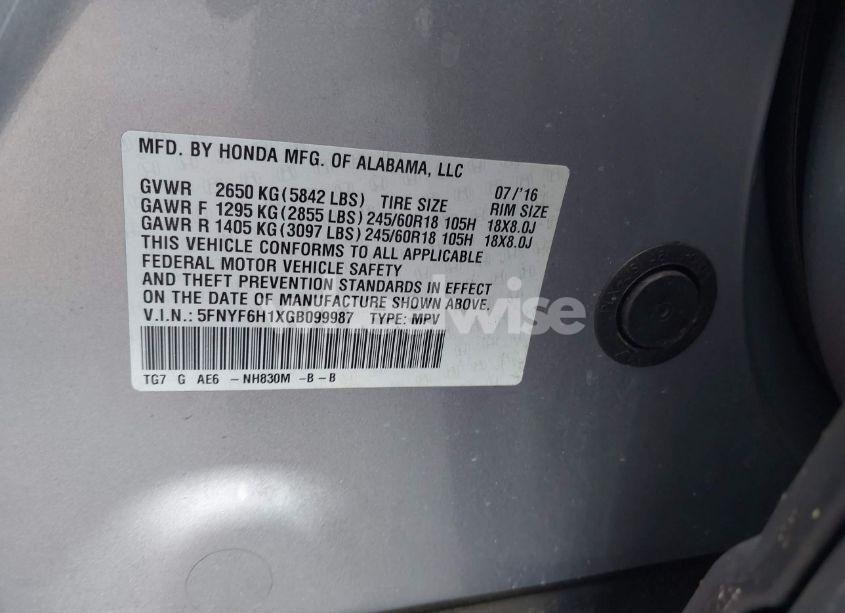 MFD. BY HONDA MFG. OF ALABAMA, LLC
GVWR 2650 KG(5842 LBS) TIRE SIZE 07/'16
RIM SIZE
GAWR F 1295 KG(2855 LBS) 245/60R18 105H 18X8.0J
GAWR R 1405 KG(3097 LBS) 245/60R18 105H 18X8.0J
THIS VEHICLE CONFORMS TO ALL APPLICABLE
FEDERAL MOTOR VEHICLE SAFETY
AND THEFT PREVENTION STANDARDS IN EFFECT
ON THE DATE OF MANUFACTURE SHOWN ABOVE.
V.I.N.: 5FNYF6H1XGB099987 TYPE: MPV
TG7 G AE6 -NH830M -B-B